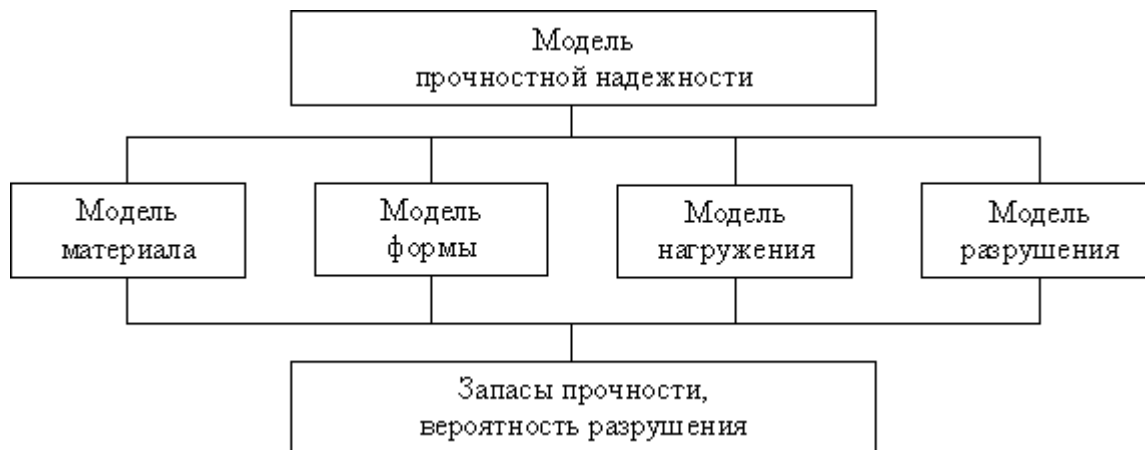 Модель
прочностной надежности
Модель
материала
Модель
формы
Модель
нагружения
Модель
разрушения
Запасы прочности,
вероятность разрушения